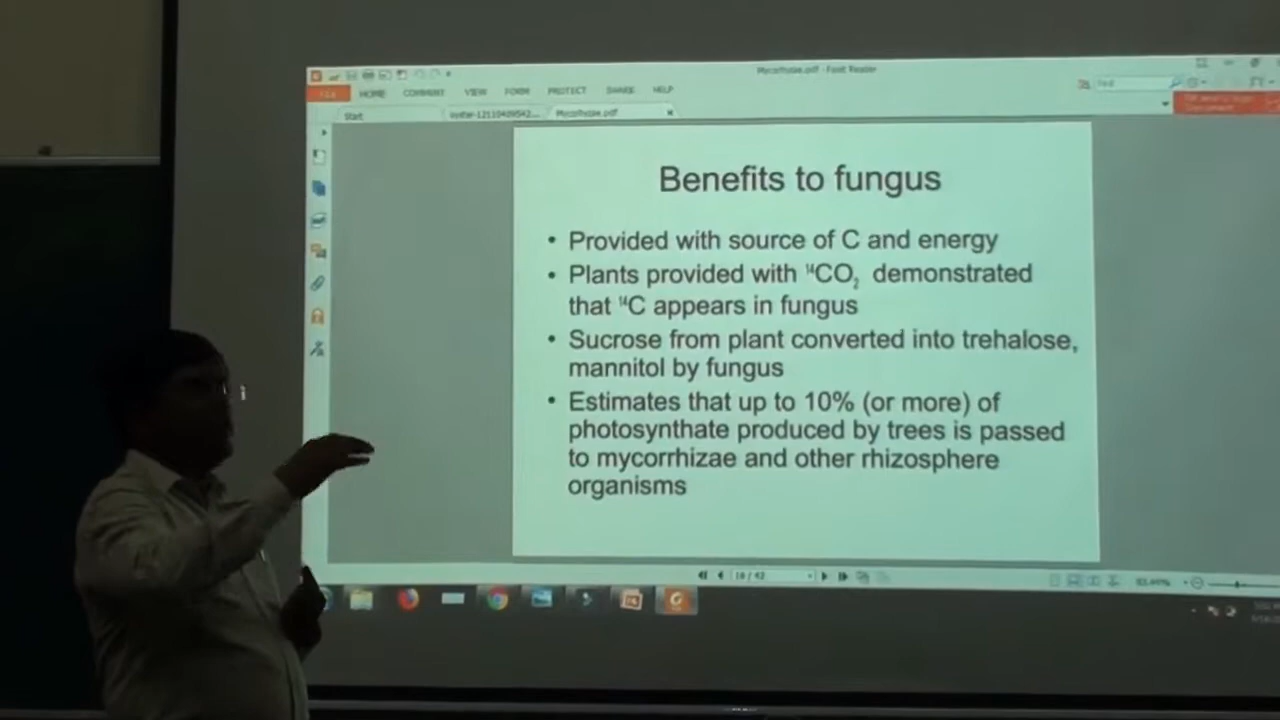 Mycorrhizae.pdf - Foxit Reader
HOME COMMENT VIEW FORM PROTECT SHARE HELP
Find
Start
Mycorrhizae.pdf
Benefits to fungus
• Provided with source of C and energy
• Plants provided with ¹⁴CO₂ demonstrated
that ¹⁴C appears in fungus
• Sucrose from plant converted into trehalose,
mannitol by fungus
• Estimates that up to 10% (or more) of
photosynthate produced by trees is passed
to mycorrhizae and other rhizosphere
organisms